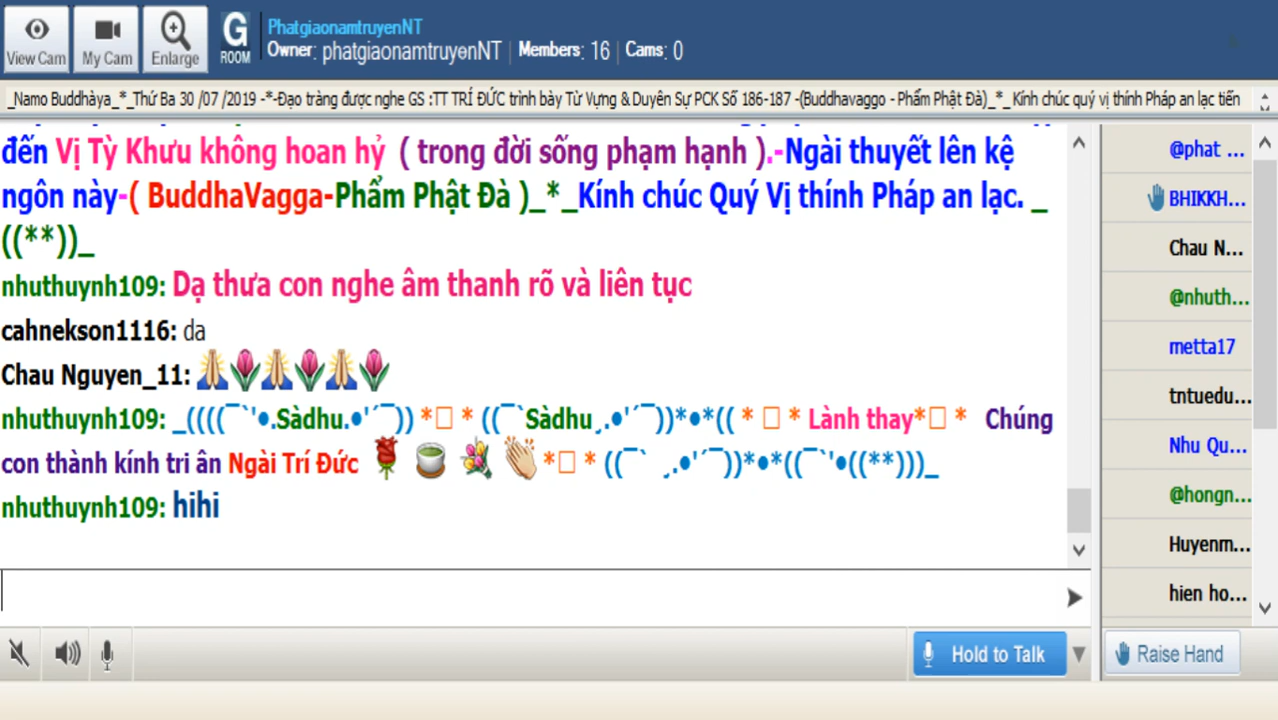 View Cam
My Cam
Enlarge
G
ROOM
PhatgiaonamtruyenNT
Owner: phatgiaonamtruyenNT | Members: 16 | Cams: 0
_Namo Buddhàya_*_Thứ Ba 30 /07 /2019 -*-Đạo tràng được nghe GS :TT TRÍ ĐỨC trình bày Từ Vựng & Duyên Sự PCK Số 186-187 -(Buddhavaggo - Phẩm Phật Đà)_*_ Kính chúc quý vị thính Pháp an lạc tiến
đến Vị Tỳ Khưu không hoan hỷ ( trong đời sống phạm hạnh ).-Ngài thuyết lên kệ
ngôn này-( BuddhaVagga-Phẩm Phật Đà )_*_Kính chúc Quý Vị thính Pháp an lạc. _
((**))_
nhuthuynh109: Dạ thưa con nghe âm thanh rõ và liên tục
cahnekson1116: da
Chau Nguyen_11: 🙏🌷🙏🌷🙏🌷
nhuthuynh109: _((((¯`'•.Sàdhu.•'´¯)) *□ * ((¯`Sàdhu¸.•'´¯))*•*(( * □ * Lành thay*□ * Chúng
con thành kính tri ân Ngài Trí Đức 🌹 🍵 💐 👏 *□ * ((¯` ¸.•'´¯))*•*((¯`'•((**)))_
nhuthuynh109: hihi
@phat ...
BHIKKH...
Chau N...
@nhuth...
metta17
tntuedu...
Nhu Qu...
@hongn...
Huyenm...
hien ho...
Hold to Talk
Raise Hand